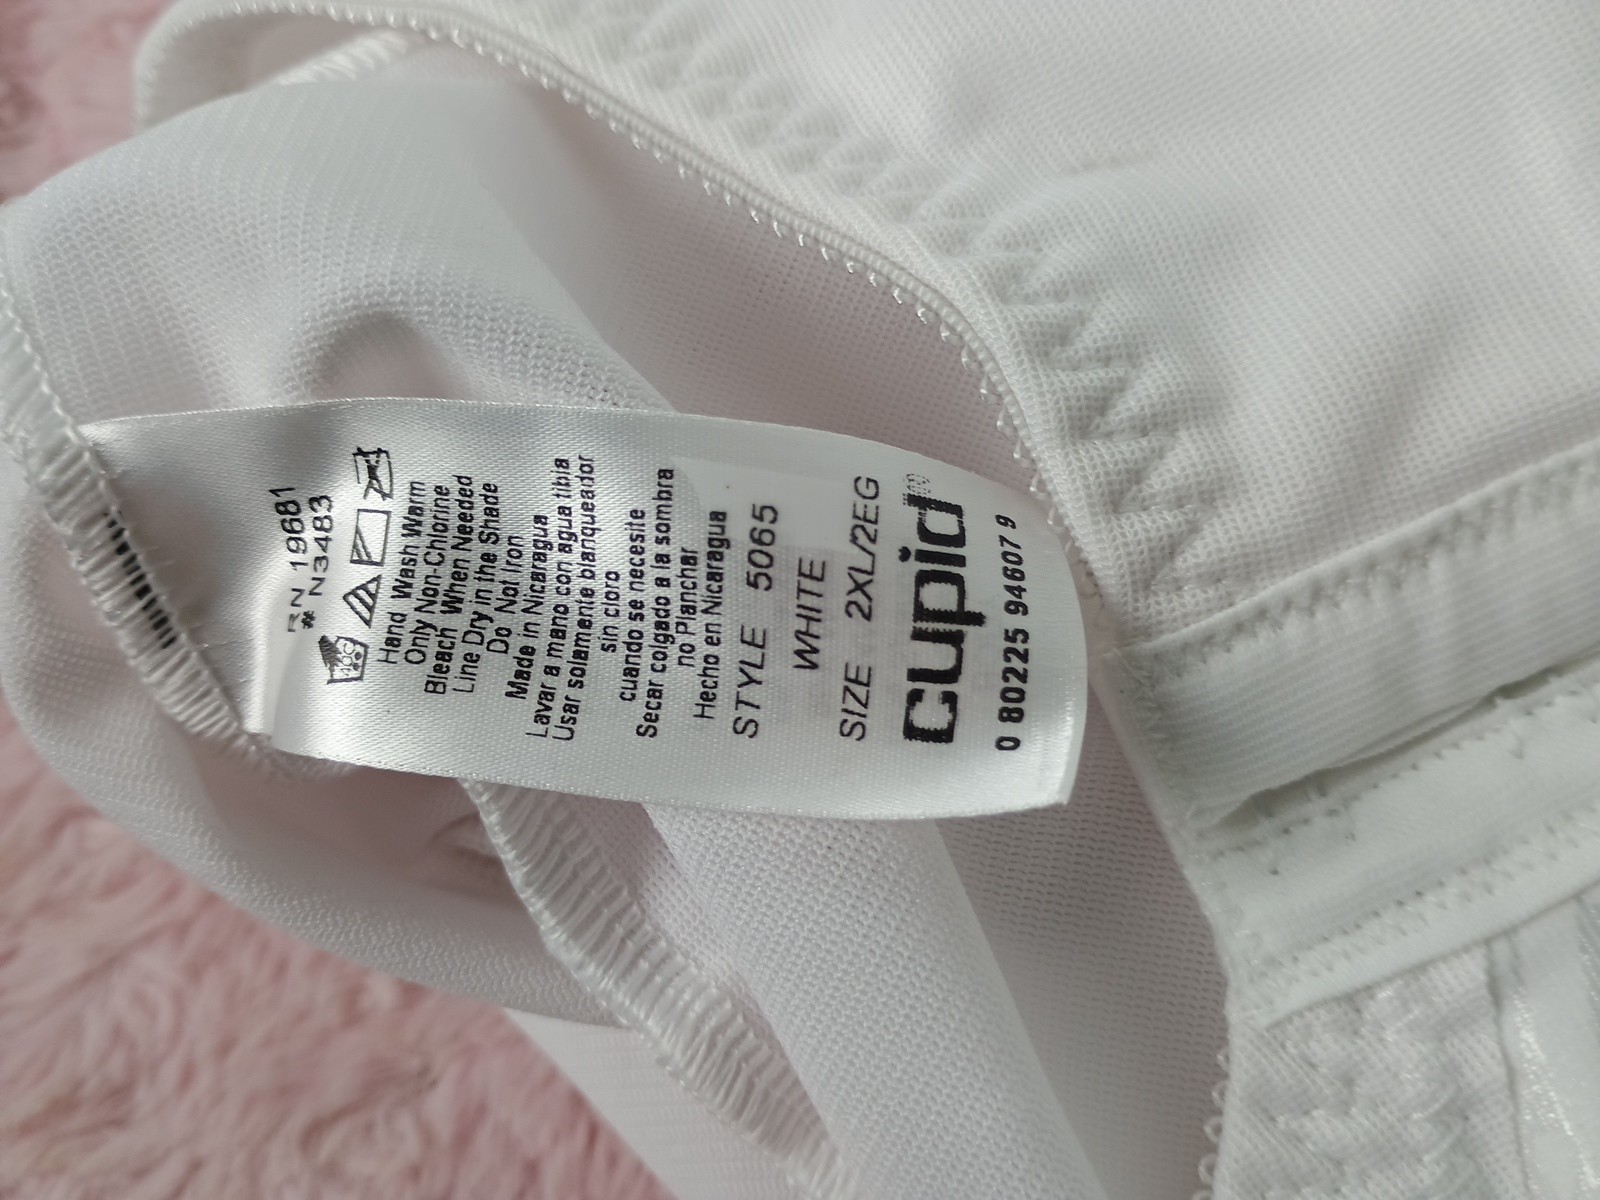 RN 19681
* N3483
Hand Wash Warm
Only Non-Chlorine
Bleach When Needed
Line Dry in the Shade
Do Not Iron
Made in Nicaragua
Lavar a mano con agua tibia
Usar solamente blanqueador
sin cloro
cuando se necesite
Secar colgado a la sombra
no Planchar
Hecho en Nicaragua
STYLE 5065
WHITE
SIZE 2XL/2EG
cupid
0 80225 94607 9